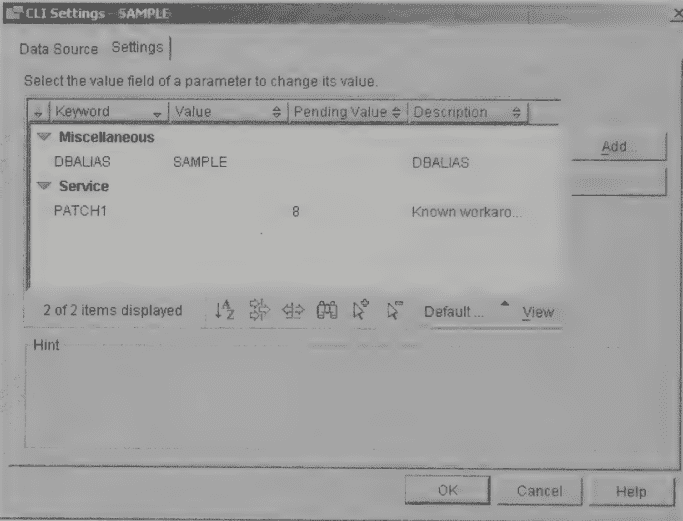 CLI Settings - SAMPLE
Data Source Settings
Select the value field of a parameter to change its value.
Keyword Value Pending Value Description
Miscellaneous
DBALIAS SAMPLE DBALIAS
Service
PATCH1 8 Known workaro...
Add...
2 of 2 items displayed Default... View
Hint
OK Cancel Help